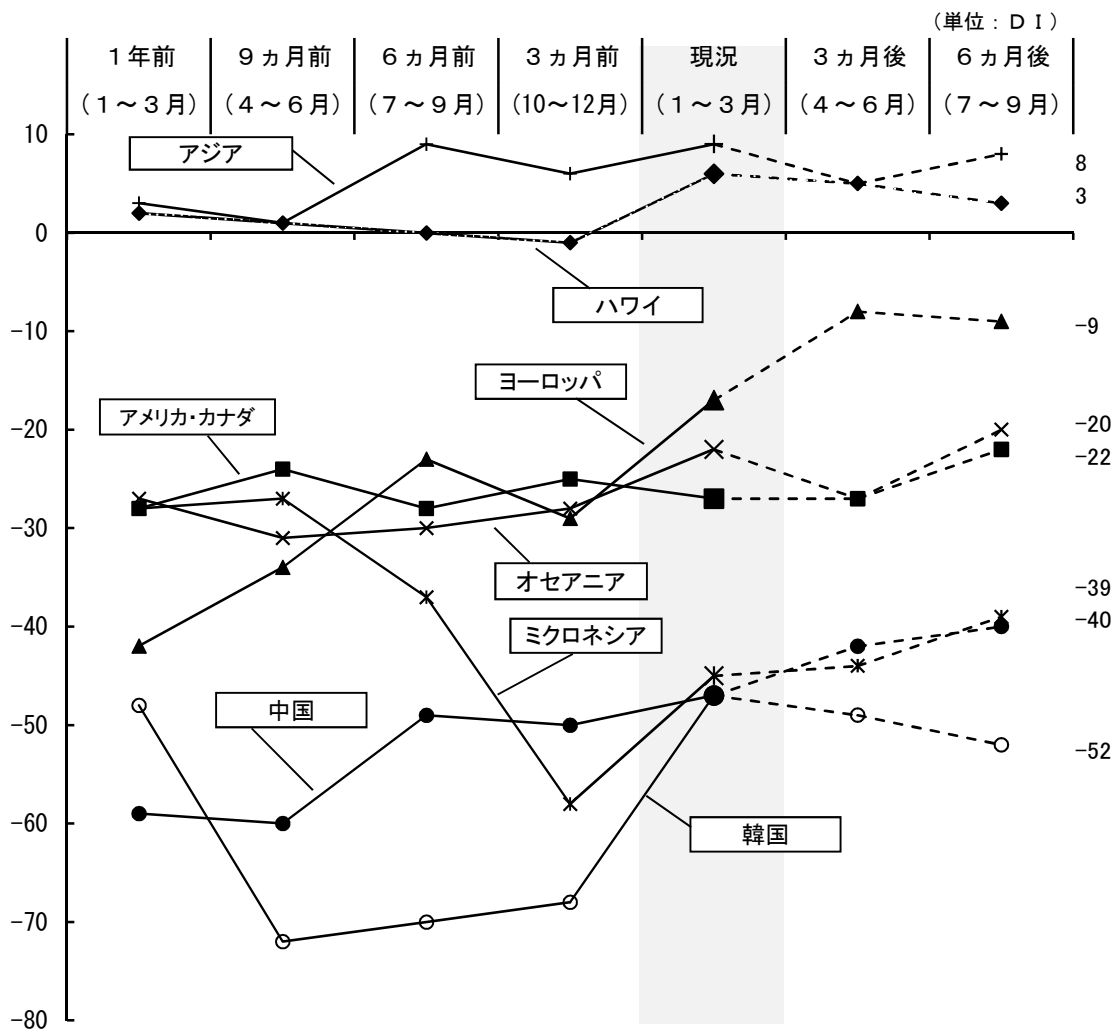 （単位：ＤＩ）
１年前 ９ヵ月前 ６ヵ月前 ３ヵ月前 現況 ３ヵ月後 ６ヵ月後
（１～３月） （４～６月） （７～９月） （10～12月） （１～３月） （４～６月） （７～９月）
10
アジア
8
3
0
ハワイ
-10
-9
ヨーロッパ
アメリカ・カナダ
-20
-20
-22
-30
オセアニア
-39
-40
-40
ミクロネシア
中国
-50
-52
-60
韓国
-70
-80